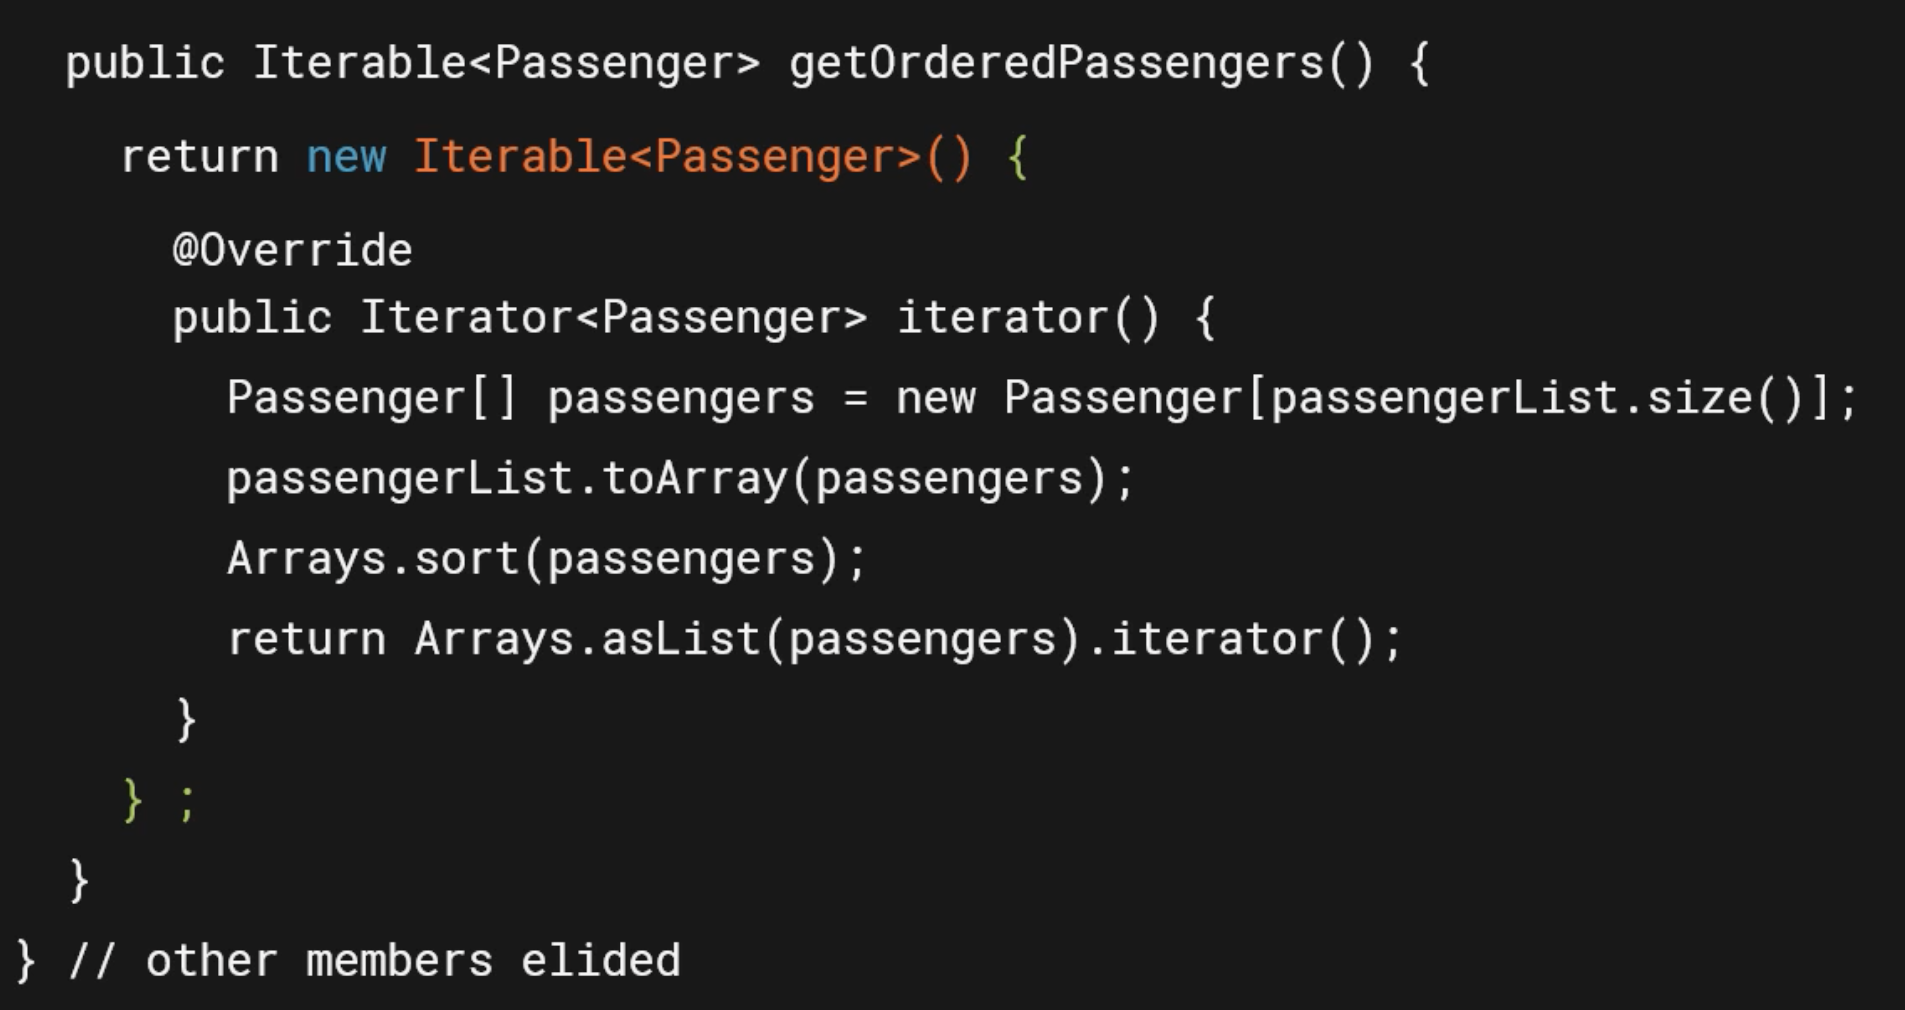 public Iterable<Passenger> getOrderedPassengers() {
return new Iterable<Passenger>() {
@Override
public Iterator<Passenger> iterator() {
Passenger[] passengers = new Passenger[passengerList.size()];
passengerList.toArray(passengers);
Arrays.sort(passengers);
return Arrays.asList(passengers).iterator();
}
} ;
}
} // other members elided